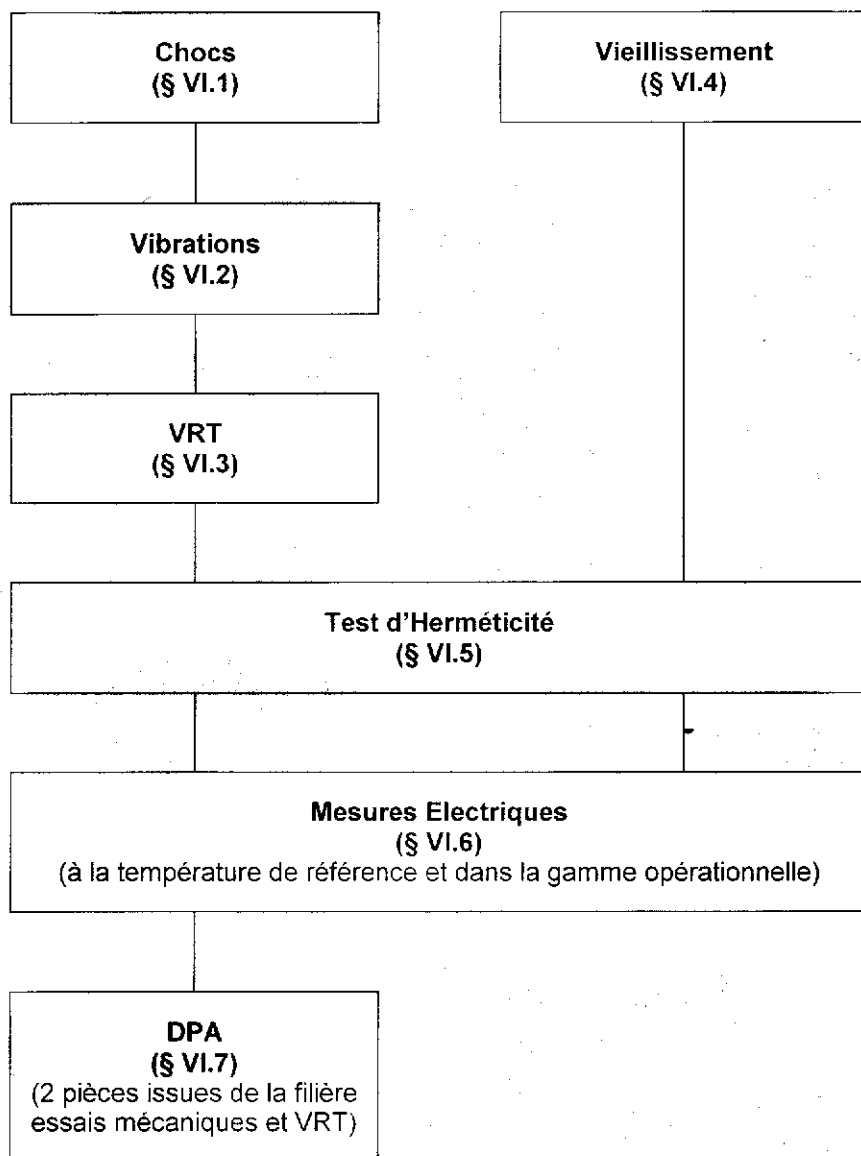 Chocs
(§ VI.1)
Vieillissement
(§ VI.4)
Vibrations
(§ VI.2)
VRT
(§ VI.3)
Test d'Herméticité
(§ VI.5)
Mesures Electriques
(§ VI.6)
(à la température de référence et dans la gamme opérationnelle)
DPA
(§ VI.7)
(2 pièces issues de la filière
essais mécaniques et VRT)